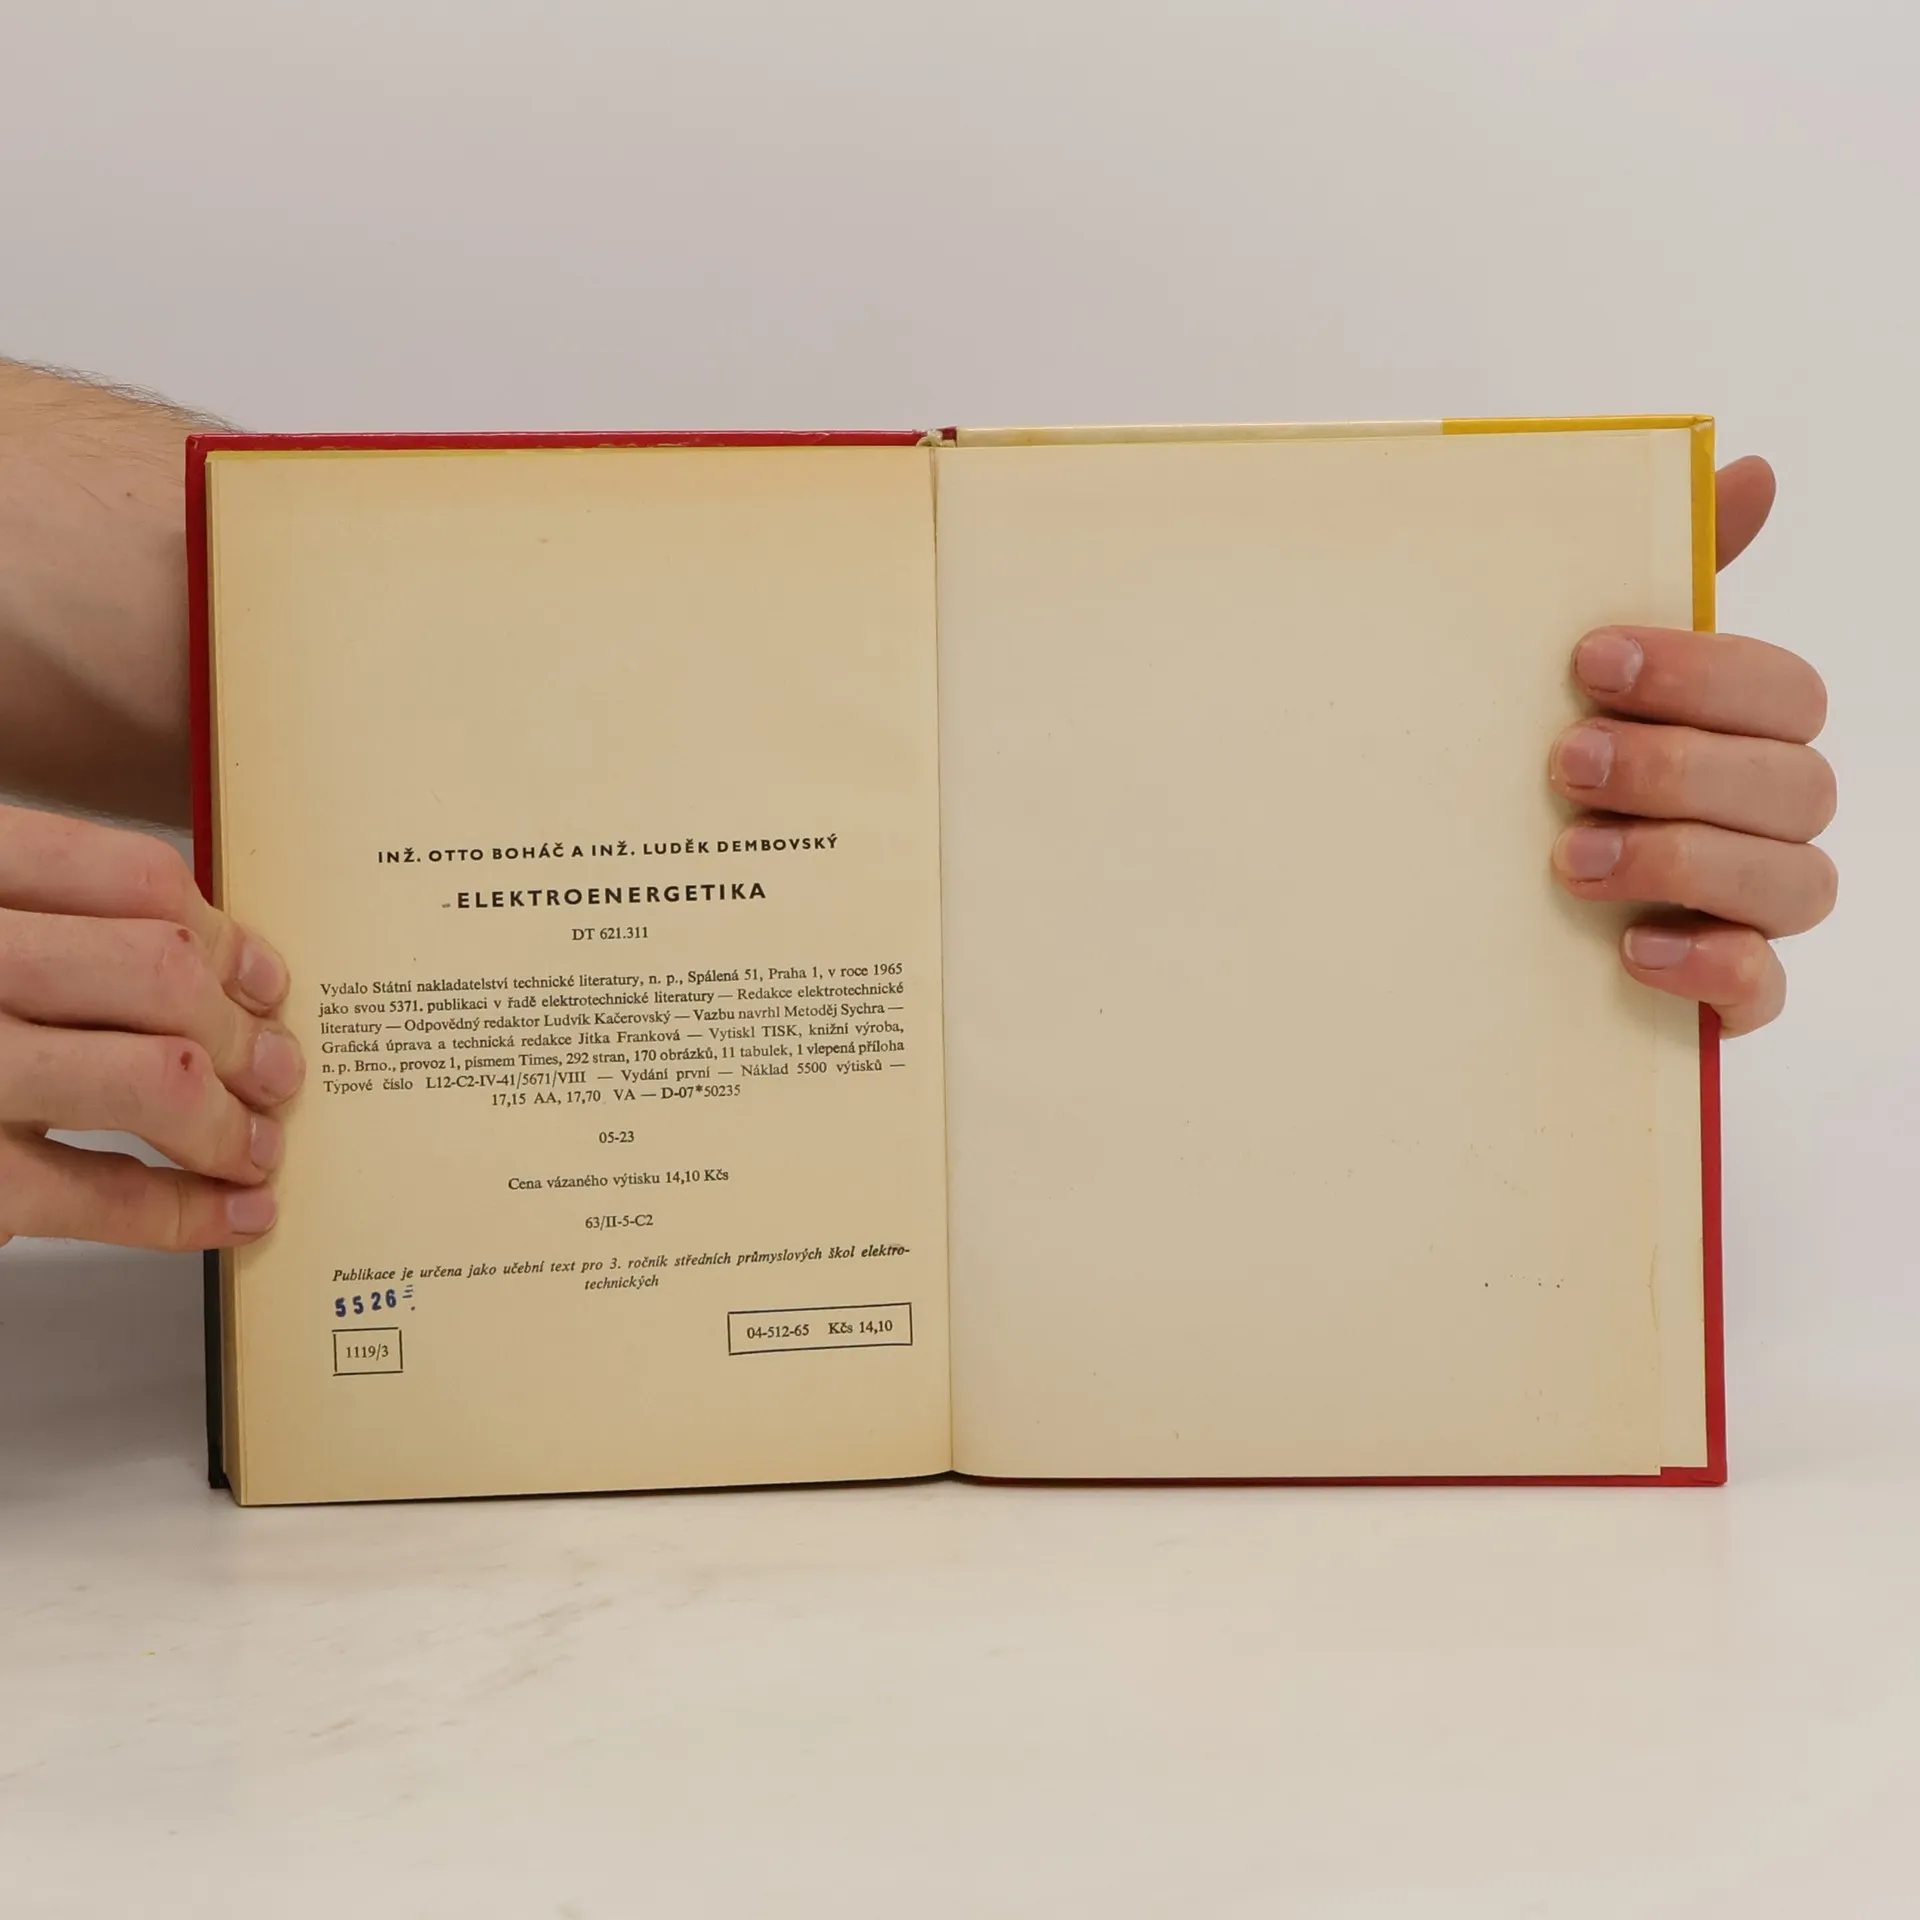 INŽ. OTTO BOHÁČ A INŽ. LUDĚK DEMBOVSKÝ
ELEKTROENERGETIKA
DT 621.311
Vydalo Státní nakladatelství technické literatury, n. p., Spálená 51, Praha 1, v roce 1965
jako svou 5371. publikaci v řadě elektrotechnické literatury — Redakce elektrotechnické
literatury — Odpovědný redaktor Ludvík Kačerovský — Vazbu navrhl Metoděj Sychra —
Grafická úprava a technická redakce Jitka Franková — Vytiskl TISK, knižní výroba,
n. p. Brno., provoz 1, písmem Times, 292 stran, 170 obrázků, 11 tabulek, 1 vlepená příloha
Typové číslo L12-C2-IV-41/5671/VIII — Vydání první — Náklad 5500 výtisků —
17,15 AA, 17,70 VA — D-07*50235
05-23
Cena vázaného výtisku 14,10 Kčs
63/II-5-C2
Publikace je určena jako učební text pro 3. ročník středních průmyslových škol elektro-
technických
5526
1119/3
04-512-65 Kčs 14,10